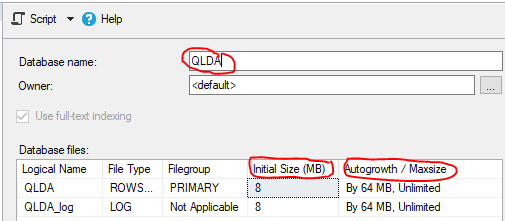 Script Help
Database name: QLDA
Owner: <default> ...
Use full-text indexing
Database files:
Logical Name File Type Filegroup Initial Size (MB) Autogrowth / Maxsize
QLDA ROWS... PRIMARY 8 By 64 MB, Unlimited
QLDA_log LOG Not Applicable 8 By 64 MB, Unlimited